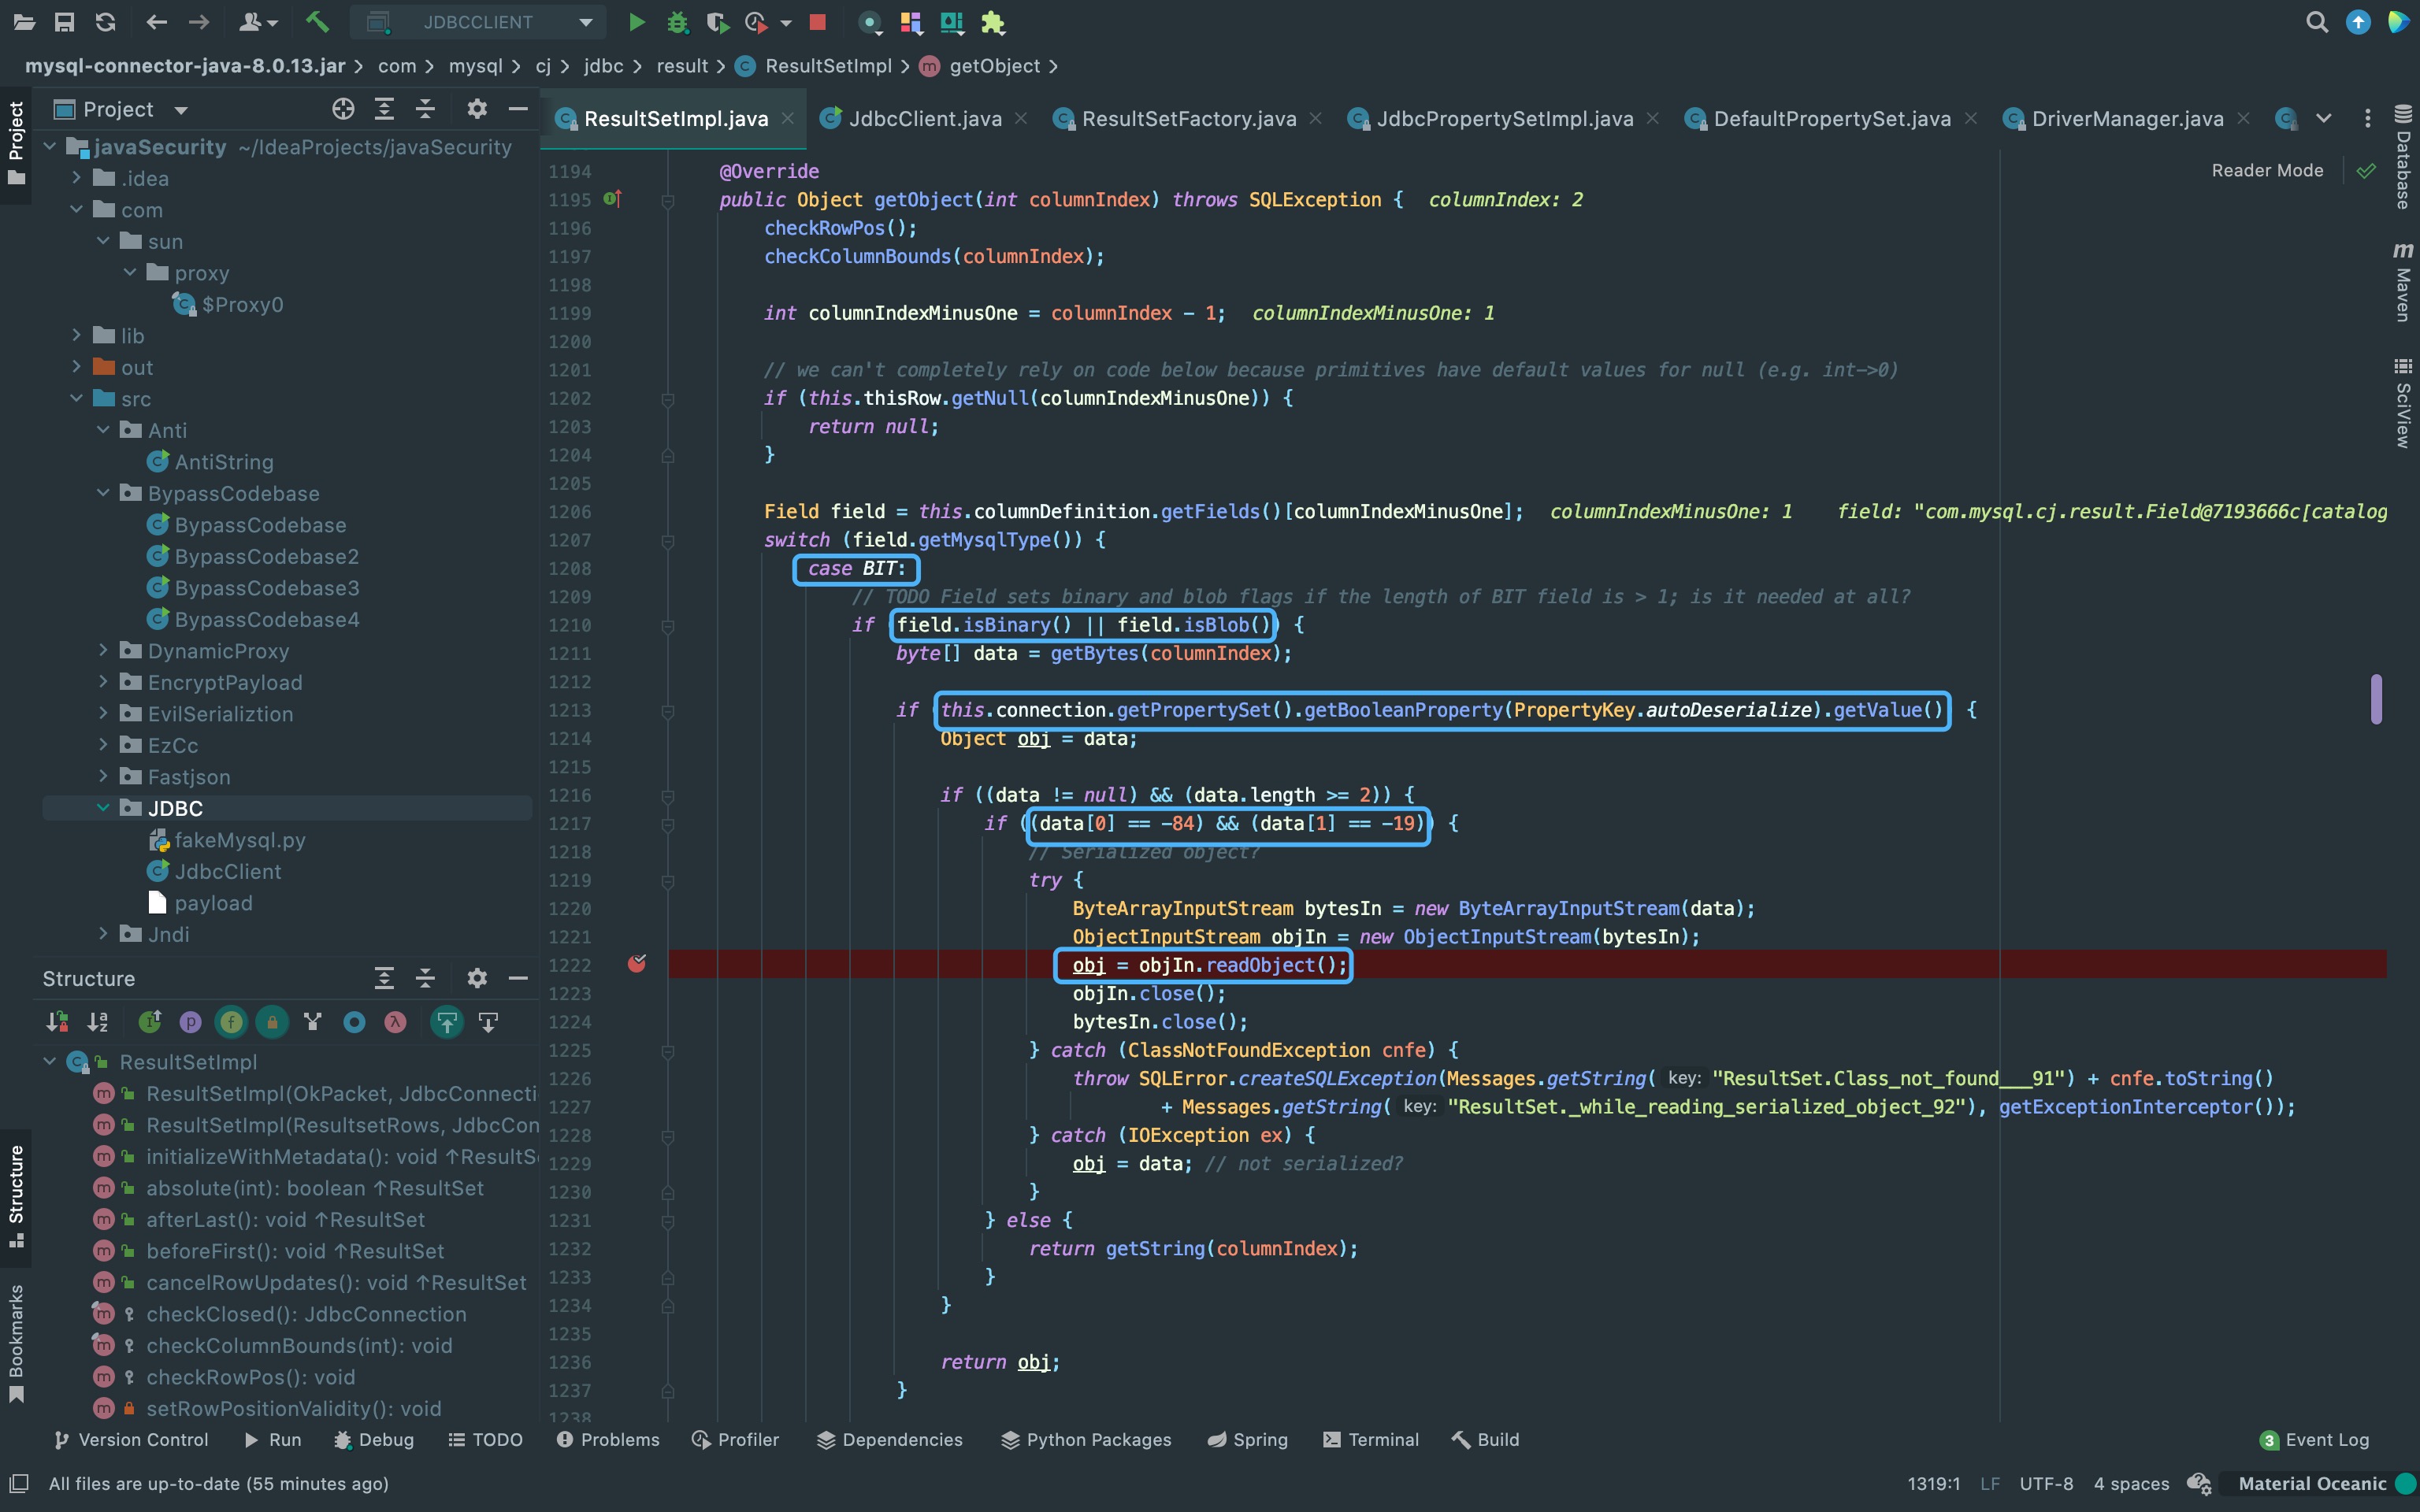 JDBCCLIENT
mysql-connector-java-8.0.13.jar com mysql cj jdbc result ResultSetImpl getObject
Project
ResultSetImpl.java JdbcClient.java ResultSetFactory.java JdbcPropertySetImpl.java DefaultPropertySet.java DriverManager.java
Project
Structure
Bookmarks
javaSecurity ~/IdeaProjects/javaSecurity
.idea
com
sun
proxy
$Proxy0
lib
out
src
Anti
AntiString
BypassCodebase
BypassCodebase
BypassCodebase2
BypassCodebase3
BypassCodebase4
DynamicProxy
EncryptPayload
EvilSerializtion
EzCc
Fastjson
JDBC
fakeMysql.py
JdbcClient
payload
Jndi
Structure
ResultSetImpl
ResultSetImpl(OkPacket, JdbcConnecti
ResultSetImpl(ResultsetRows, JdbcCon
initializeWithMetadata(): void ↑ResultS
absolute(int): boolean ↑ResultSet
afterLast(): void ↑ResultSet
beforeFirst(): void ↑ResultSet
cancelRowUpdates(): void ↑ResultSet
checkClosed(): JdbcConnection
checkColumnBounds(int): void
checkRowPos(): void
setRowPositionValidity(): void
Reader Mode
1194 @Override
1195 public Object getObject(int columnIndex) throws SQLException { columnIndex: 2
1196 checkRowPos();
1197 checkColumnBounds(columnIndex);
1198
1199 int columnIndexMinusOne = columnIndex - 1; columnIndexMinusOne: 1
1200
1201 // we can't completely rely on code below because primitives have default values for null (e.g. int->0)
1202 if (this.thisRow.getNull(columnIndexMinusOne)) {
1203 return null;
1204 }
1205
1206 Field field = this.columnDefinition.getFields()[columnIndexMinusOne]; columnIndexMinusOne: 1 field: "com.mysql.cj.result.Field@7193666c[catalog
1207 switch (field.getMysqlType()) {
1208 case BIT:
1209 // TODO Field sets binary and blob flags if the length of BIT field is > 1; is it needed at all?
1210 if (field.isBinary() || field.isBlob()) {
1211 byte[] data = getBytes(columnIndex);
1212
1213 if (this.connection.getPropertySet().getBooleanProperty(PropertyKey.autoDeserialize).getValue()) {
1214 Object obj = data;
1215
1216 if ((data != null) && (data.length >= 2)) {
1217 if ((data[0] == -84) && (data[1] == -19)) {
1218 // Serialized object?
1219 try {
1220 ByteArrayInputStream bytesIn = new ByteArrayInputStream(data);
1221 ObjectInputStream objIn = new ObjectInputStream(bytesIn);
1222 obj = objIn.readObject();
1223 objIn.close();
1224 bytesIn.close();
1225 } catch (ClassNotFoundException cnfe) {
1226 throw SQLError.createSQLException(Messages.getString( key: "ResultSet.Class_not_found___91") + cnfe.toString()
1227 + Messages.getString( key: "ResultSet._while_reading_serialized_object_92"), getExceptionInterceptor());
1228 } catch (IOException ex) {
1229 obj = data; // not serialized?
1230 }
1231 } else {
1232 return getString(columnIndex);
1233 }
1234 }
1235
1236 return obj;
1237 }
1238
Database
Maven
SciView
Version Control Run Debug TODO Problems Profiler Dependencies Python Packages Spring Terminal Build 3 Event Log
All files are up-to-date (55 minutes ago) 1319:1 LF UTF-8 4 spaces Material Oceanic